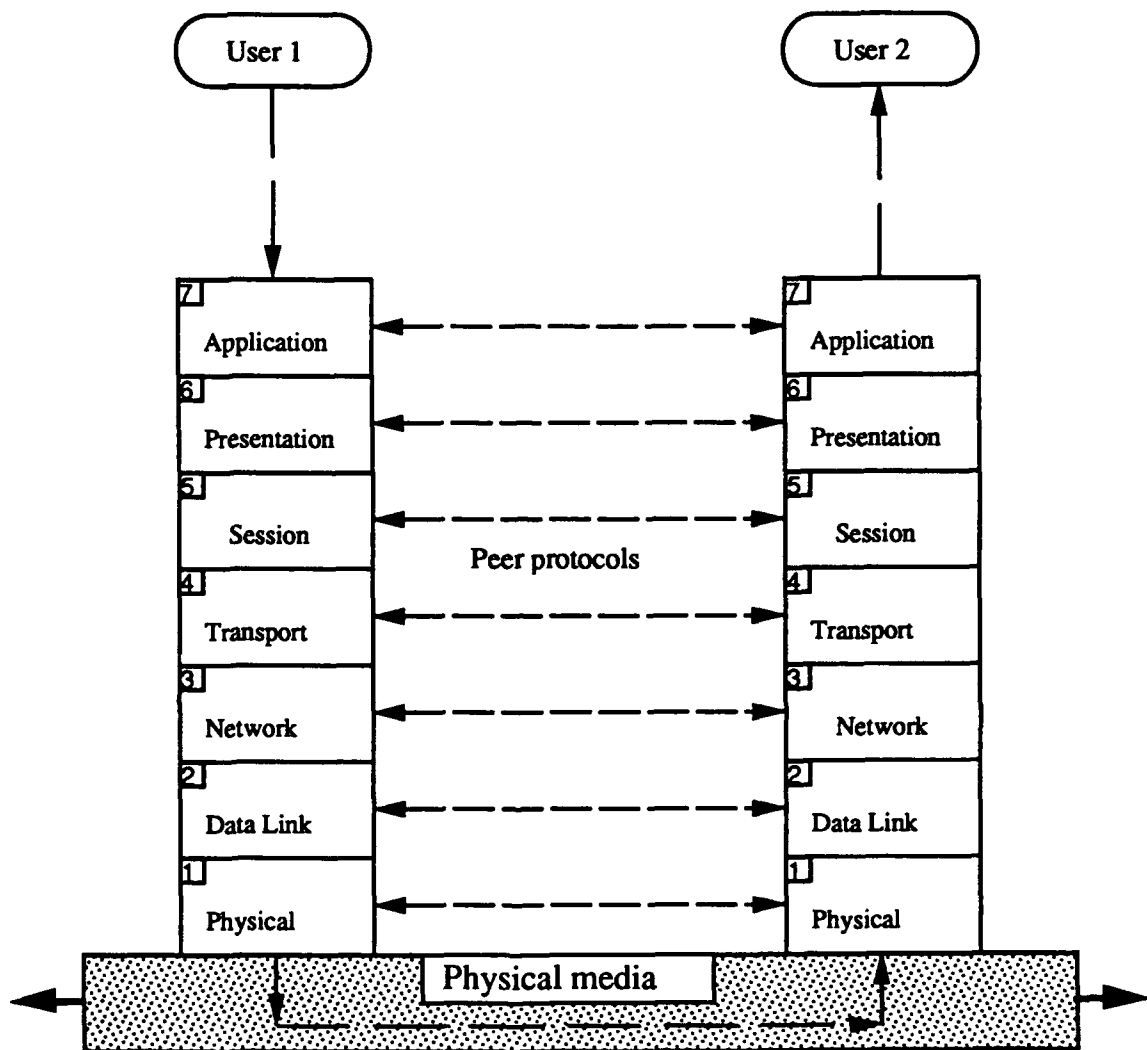 User 1
User 2
7
Application
7
Application
6
Presentation
6
Presentation
5
Session
5
Session
Peer protocols
4
Transport
4
Transport
3
Network
3
Network
2
Data Link
2
Data Link
1
Physical
1
Physical
Physical media